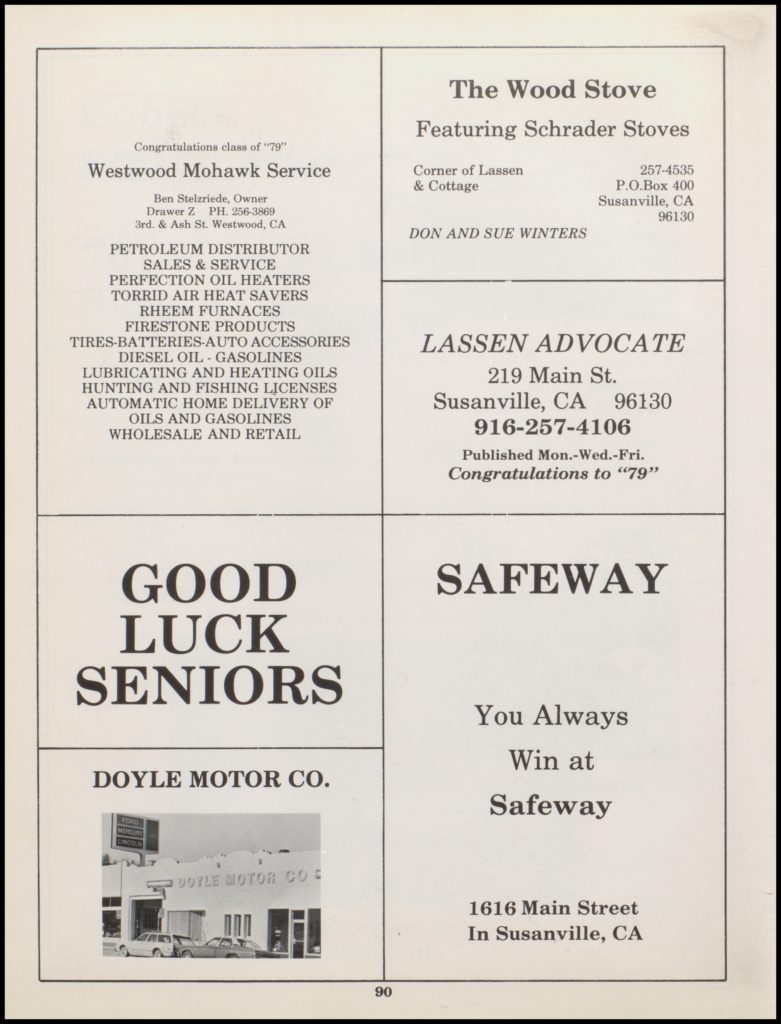 Congratulations class of "79"
Westwood Mohawk Service
Ben Stelzriede, Owner
Drawer Z PH. 256-3869
3rd. & Ash St. Westwood, CA
PETROLEUM DISTRIBUTOR
SALES & SERVICE
PERFECTION OIL HEATERS
TORRID AIR HEAT SAVERS
RHEEM FURNACES
FIRESTONE PRODUCTS
TIRES-BATTERIES-AUTO ACCESSORIES
DIESEL OIL - GASOLINES
LUBRICATING AND HEATING OILS
HUNTING AND FISHING LICENSES
AUTOMATIC HOME DELIVERY OF
OILS AND GASOLINES
WHOLESALE AND RETAIL
The Wood Stove
Featuring Schrader Stoves
Corner of Lassen
& Cottage
257-4535
P.O.Box 400
Susanville, CA
96130
DON AND SUE WINTERS
LASSEN ADVOCATE
219 Main St.
Susanville, CA 96130
916-257-4106
Published Mon.-Wed.-Fri.
Congratulations to "79"
GOOD
LUCK
SENIORS
DOYLE MOTOR CO.
FORD
MERCURY
LINCOLN
DOYLE MOTOR CO
SAFEWAY
You Always
Win at
Safeway
1616 Main Street
In Susanville, CA
90